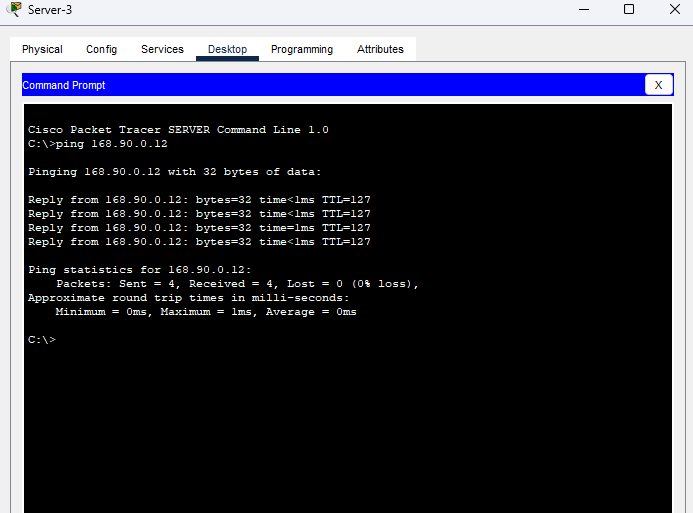 Server-3
Physical Config Services Desktop Programming Attributes
Command Prompt X
Cisco Packet Tracer SERVER Command Line 1.0
C:\>ping 168.90.0.12
Pinging 168.90.0.12 with 32 bytes of data:
Reply from 168.90.0.12: bytes=32 time<1ms TTL=127
Reply from 168.90.0.12: bytes=32 time<1ms TTL=127
Reply from 168.90.0.12: bytes=32 time=1ms TTL=127
Reply from 168.90.0.12: bytes=32 time<1ms TTL=127
Ping statistics for 168.90.0.12:
Packets: Sent = 4, Received = 4, Lost = 0 (0% loss),
Approximate round trip times in milli-seconds:
Minimum = 0ms, Maximum = 1ms, Average = 0ms
C:\>